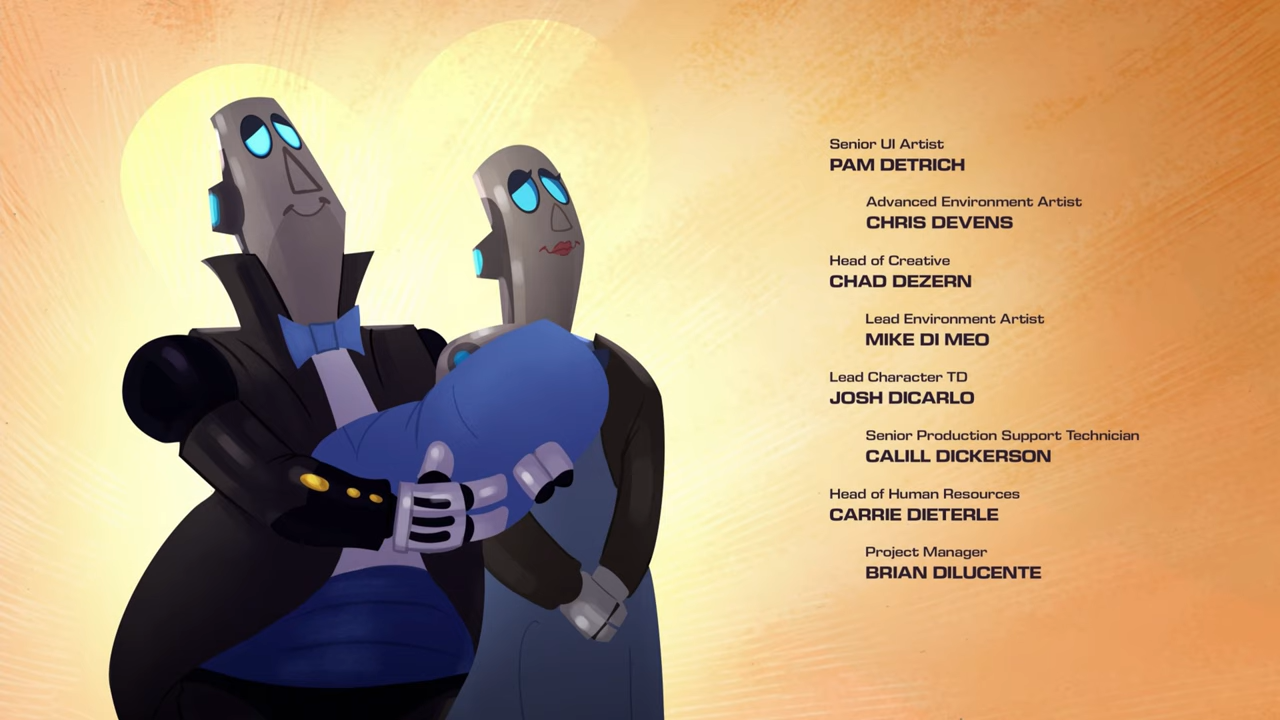 Senior UI Artist
PAM DETRICH
Advanced Environment Artist
CHRIS DEVENS
Head of Creative
CHAD DEZERN
Lead Environment Artist
MIKE DI MEO
Lead Character TD
JOSH DICARLO
Senior Production Support Technician
CALILL DICKERSON
Head of Human Resources
CARRIE DIETERLE
Project Manager
BRIAN DILUCENTE